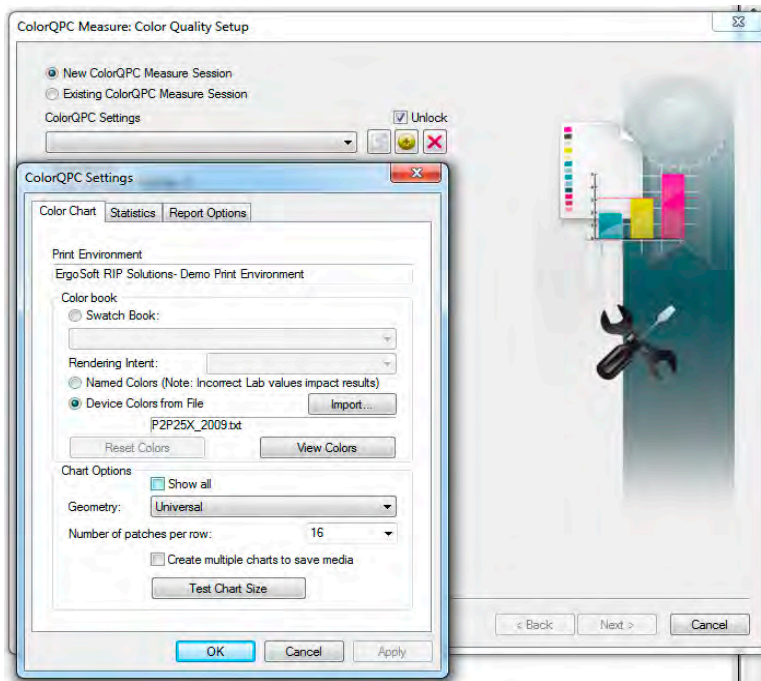 ColorQPC Measure: Color Quality Setup
New ColorQPC Measure Session
Existing ColorQPC Measure Session
ColorQPC Settings
Unlock
ColorQPC Settings
Color Chart Statistics Report Options
Print Environment
ErgoSoft RIP Solutions- Demo Print Environment
Color book
Swatch Book:
Rendering Intent:
Named Colors (Note: Incorrect Lab values impact results)
Device Colors from File Import...
P2P25X_2009.txt
Reset Colors View Colors
Chart Options
Show all
Geometry: Universal
Number of patches per row: 16
Create multiple charts to save media
Test Chart Size
< Back Next > Cancel
OK Cancel Apply